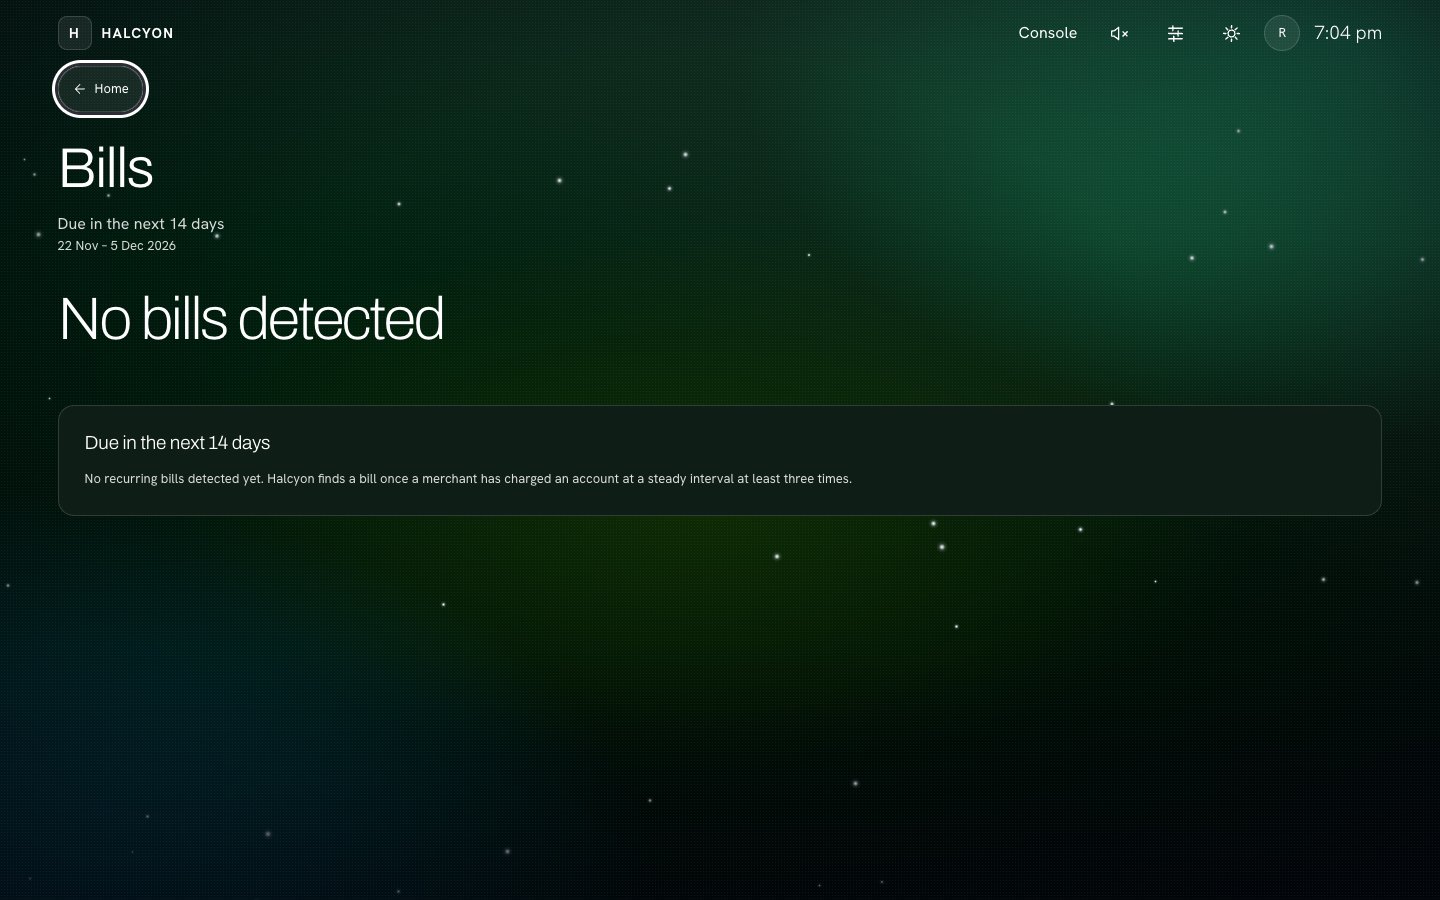 H HALCYON
Console R 7:04 pm
Home
Bills
Due in the next 14 days
22 Nov – 5 Dec 2026
No bills detected
Due in the next 14 days
No recurring bills detected yet. Halcyon finds a bill once a merchant has charged an account at a steady interval at least three times.